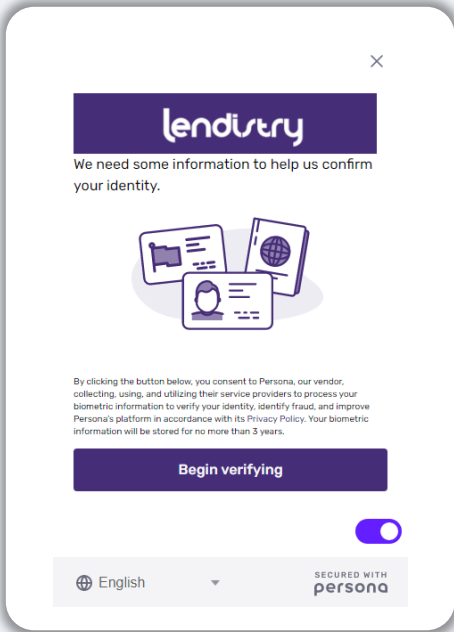 lendistry
We need some information to help us confirm
your identity.
By clicking the button below, you consent to Persona, our vendor,
collecting, using, and utilizing their service providers to process your
biometric information to verify your identity, identify fraud, and improve
Persona's platform in accordance with its Privacy Policy. Your biometric
information will be stored for no more than 3 years.
Begin verifying
English
SECURED WITH
persona